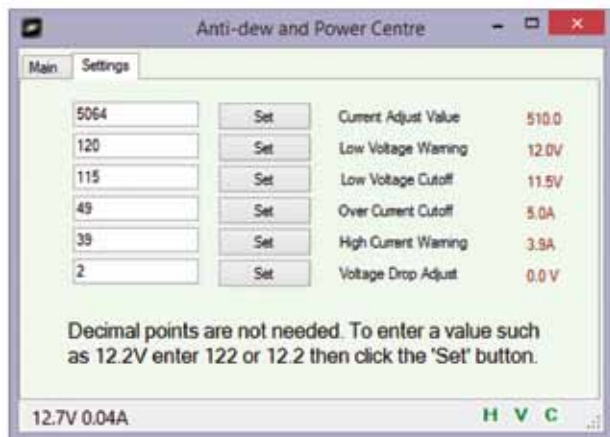 Anti-dew and Power Centre
Main Settings
5064 Set Current Adjust Value 510.0
120 Set Low Voltage Warning 12.0V
115 Set Low Voltage Cutoff 11.5V
49 Set Over Current Cutoff 5.0A
39 Set High Current Warning 3.9A
2 Set Voltage Drop Adjust 0.0 V
Decimal points are not needed. To enter a value such
as 12.2V enter 122 or 12.2 then click the 'Set' button.
12.7V 0.04A H V C